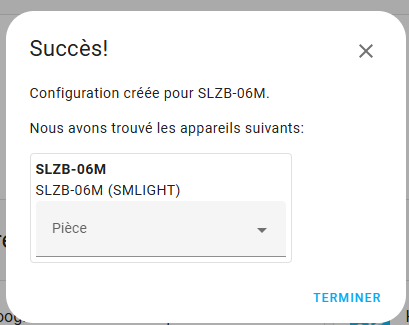 Succès!
Configuration créée pour SLZB-06M.
Nous avons trouvé les appareils suivants:
SLZB-06M
SLZB-06M (SMLIGHT)
Pièce
TERMINER